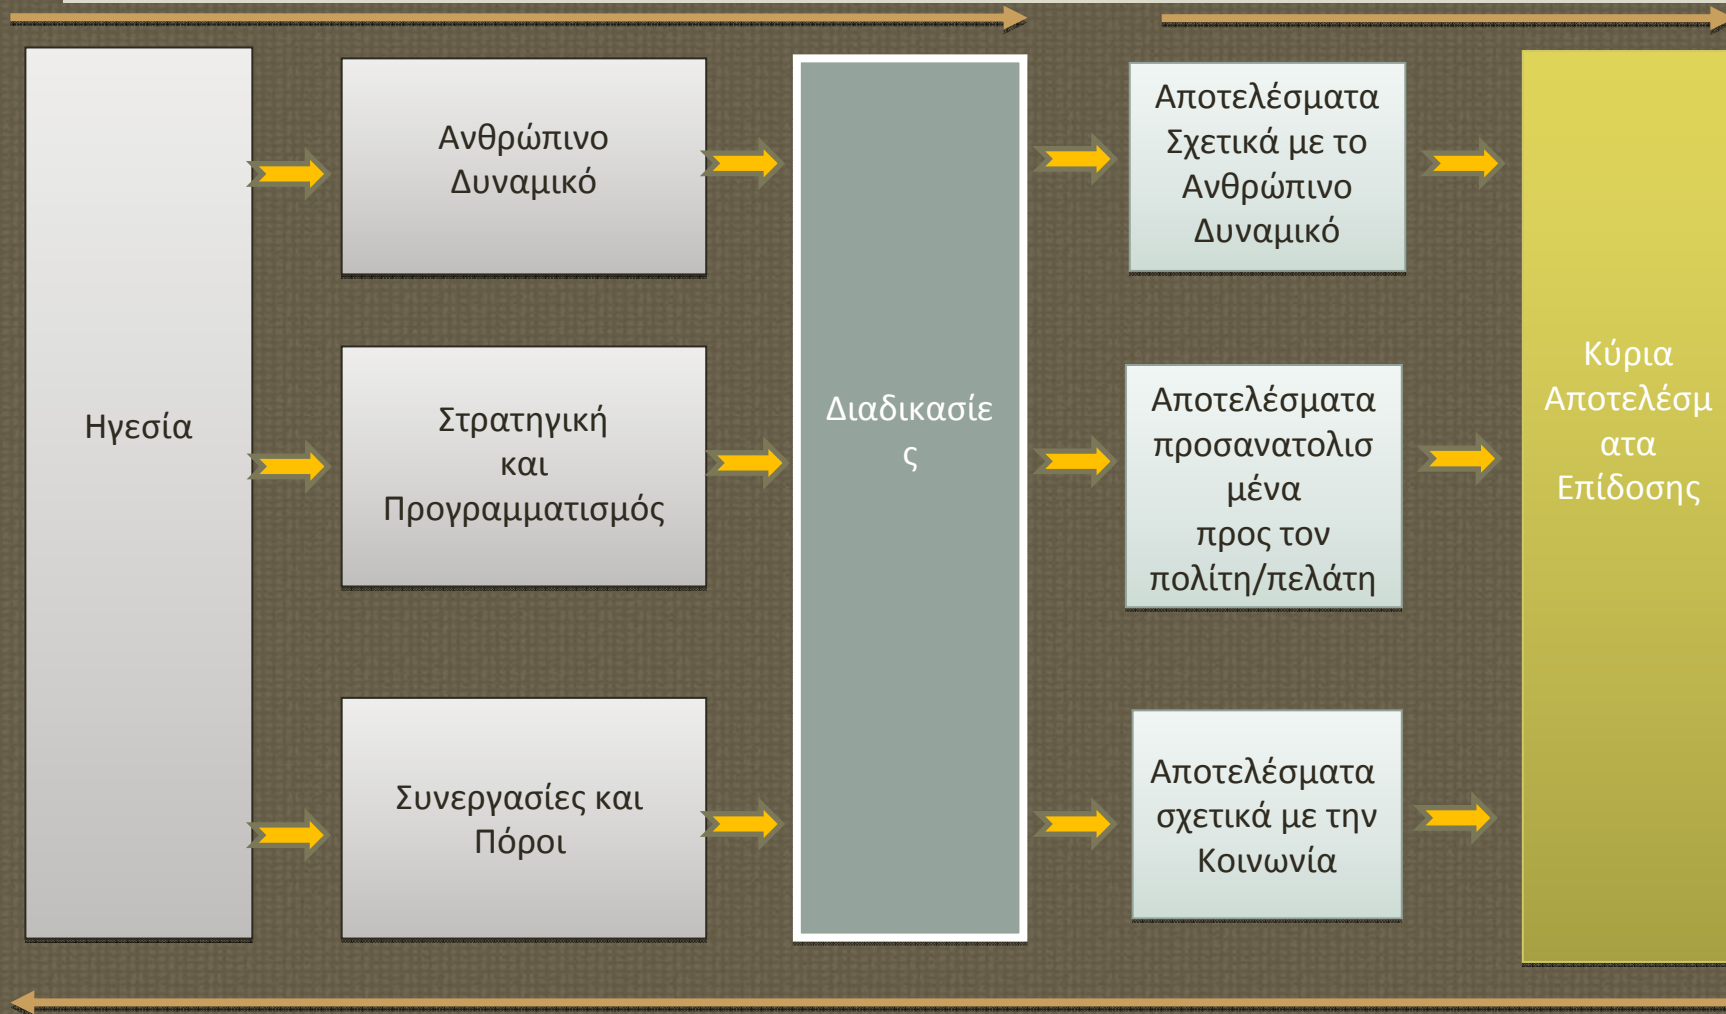 Ηγεσία
Ανθρώπινο
Δυναμικό
Στρατηγική
και
Προγραμματισμός
Συνεργασίες και
Πόροι
Διαδικασίε
ς
Αποτελέσματα
Σχετικά με το
Ανθρώπινο
Δυναμικό
Αποτελέσματα
προσανατολισ
μένα
προς τον
πολίτη/πελάτη
Αποτελέσματα
σχετικά με την
Κοινωνία
Κύρια
Αποτελέσμ
ατα
Επίδοσης